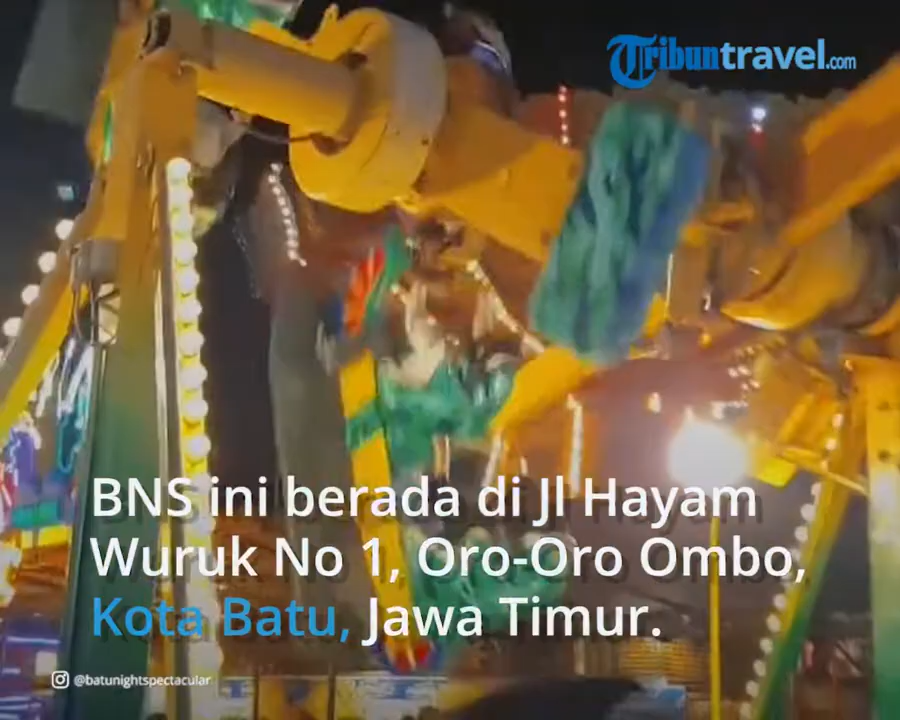 Tribuntravel.com
BNS ini berada di Jl Hayam
Wuruk No 1, Oro-Oro Ombo,
Kota Batu, Jawa Timur.
@batunightspectacular